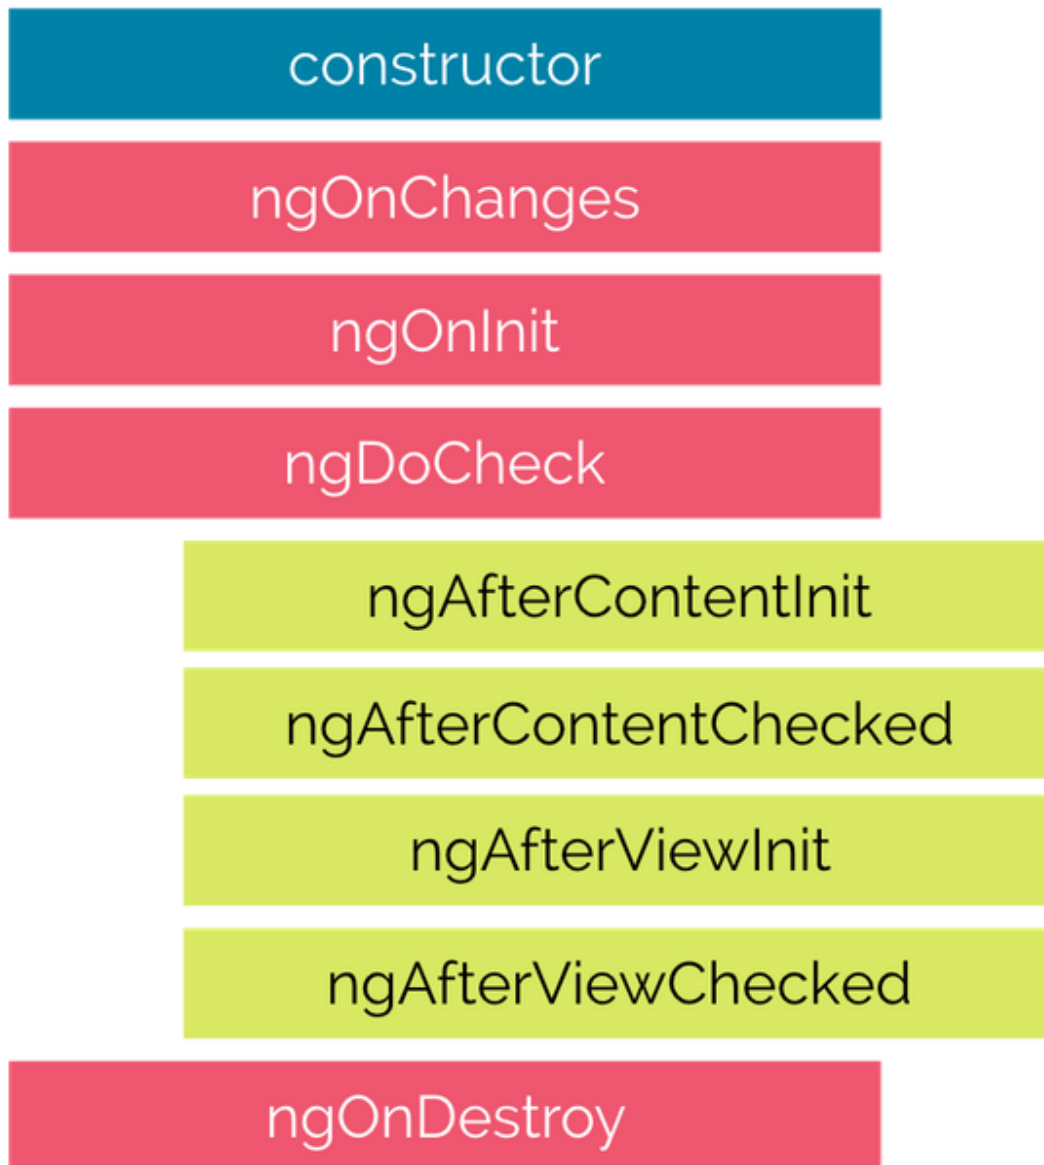 constructor
ngOnChanges
ngOnInit
ngDoCheck
ngAfterContentInit
ngAfterContentChecked
ngAfterViewInit
ngAfterViewChecked
ngOnDestroy